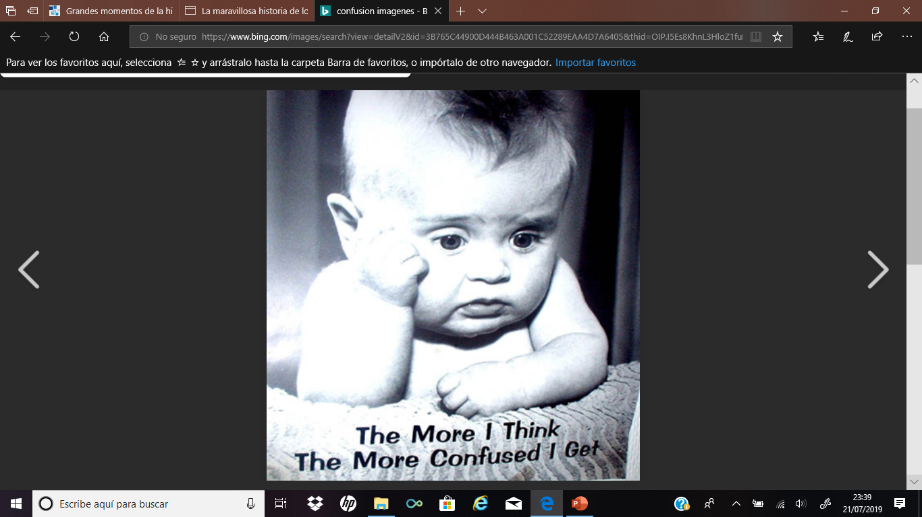 Grandes momentos de la hi
La maravillosa historia de lc
confusion imagenes - B
No seguro https://www.bing.com/images/search?view=detailV2&id=3B765C44900D444B463A001C52289EAA4D7A6405&thid=OIP.J5Es8KhnL3HloZ1ful
Para ver los favoritos aquí, selecciona y arrástralo hasta la carpeta Barra de favoritos, o impórtalo de otro navegador. Importar favoritos
The More I Think
The More Confused I Get
Escribe aquí para buscar
hp
23:39
21/07/2019